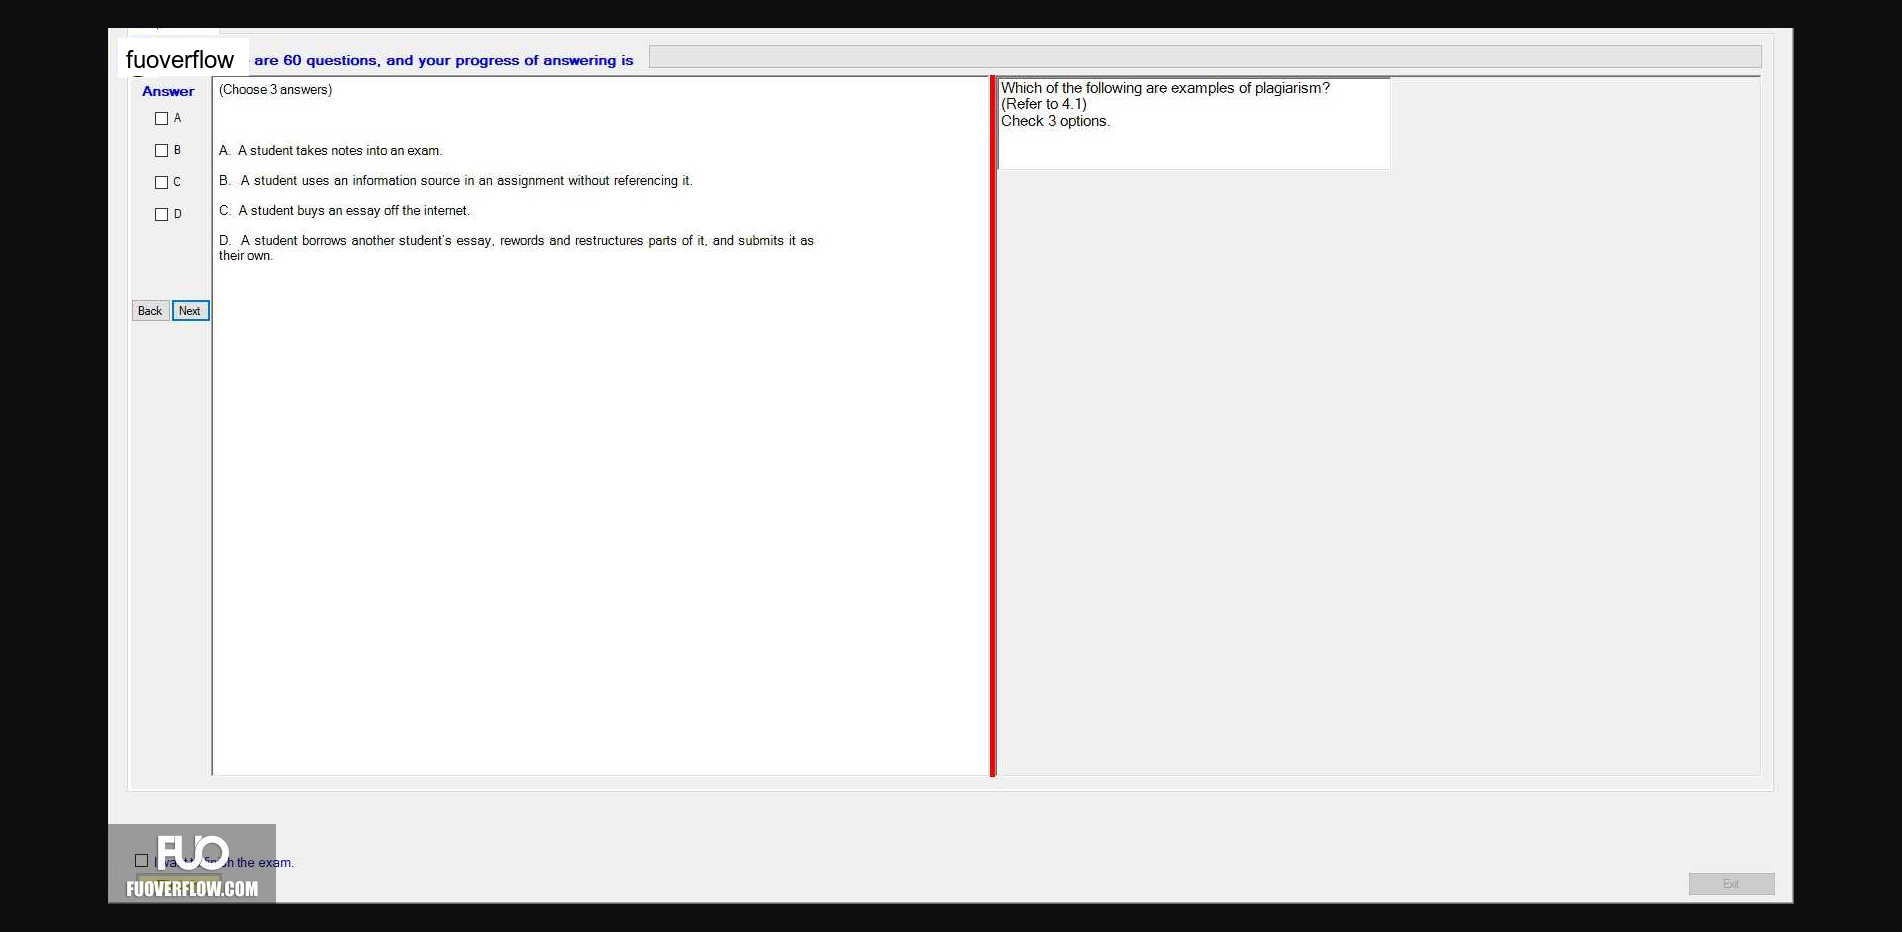 fuoverflow are 60 questions, and your progress of answering is
Answer
A
B
C
D
Back Next
(Choose 3 answers)
A. A student takes notes into an exam.
B. A student uses an information source in an assignment without referencing it.
C. A student buys an essay off the internet.
D. A student borrows another student's essay, rewords and restructures parts of it, and submits it as
their own.
Which of the following are examples of plagiarism?
(Refer to 4.1)
Check 3 options.
FUO
the exam.
FUOVERFLOW.COM
Exit